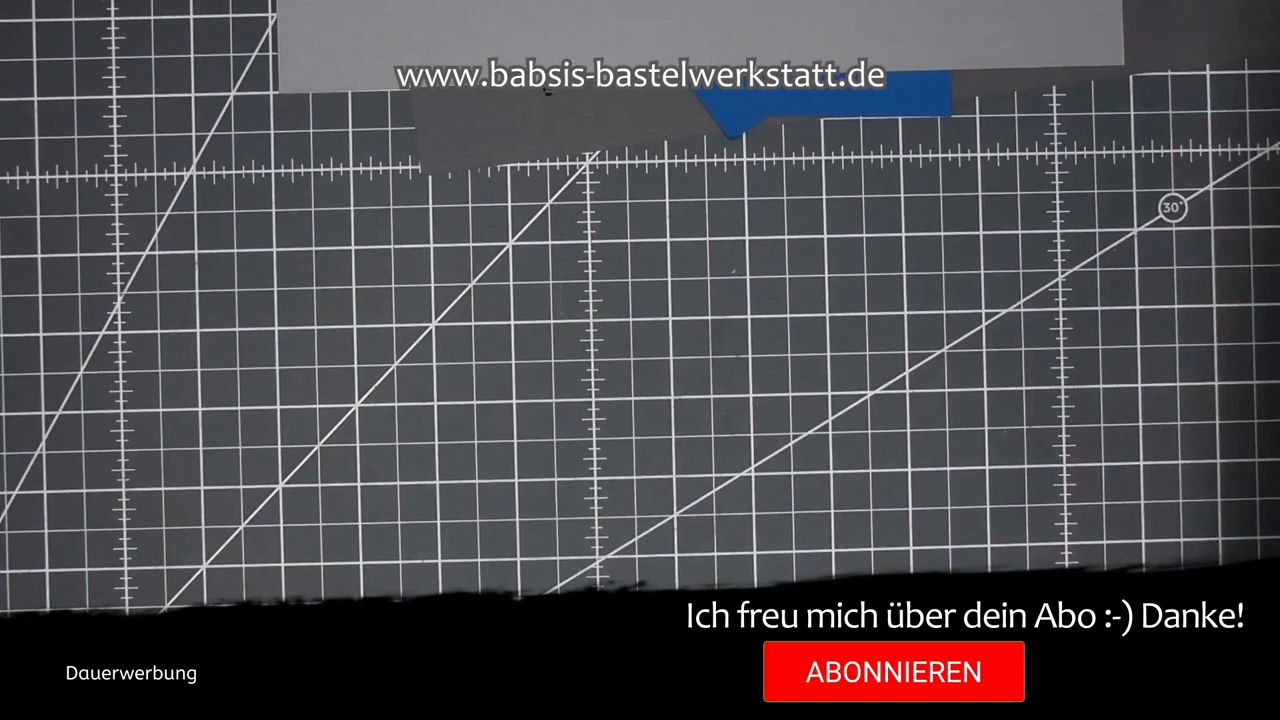 www.babsis-bastelwerkstatt.de
30°
Ich freu mich über dein Abo :-) Danke!
Dauerwerbung
ABONNIEREN